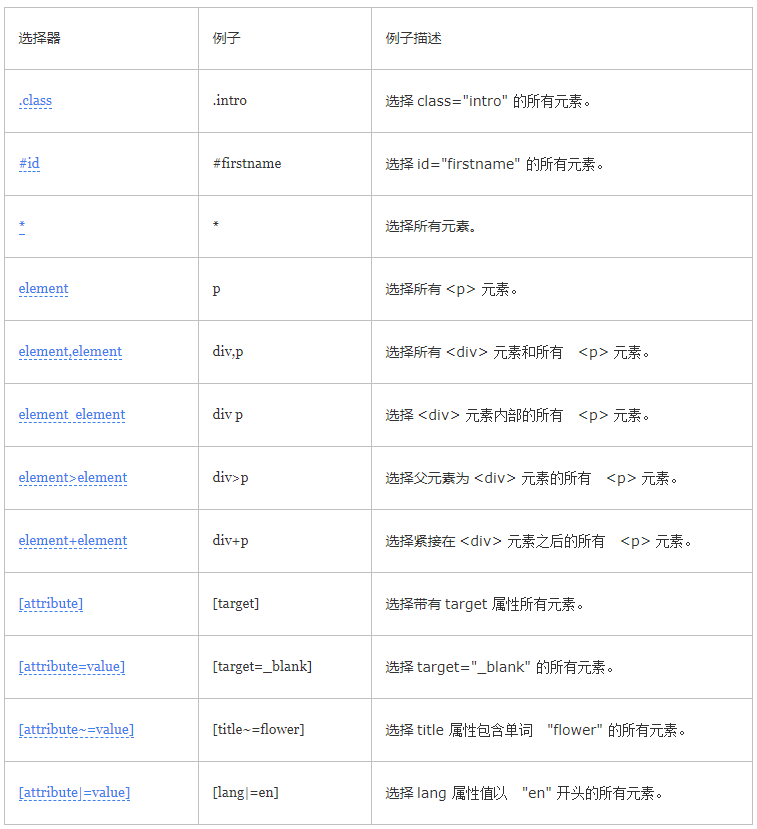 选择器 例子 例子描述
.class .intro 选择 class="intro" 的所有元素。
#id #firstname 选择 id="firstname" 的所有元素。
* * 选择所有元素。
element p 选择所有 <p> 元素。
element,element div,p 选择所有 <div> 元素和所有 <p> 元素。
element element div p 选择 <div> 元素内部的所有 <p> 元素。
element>element div>p 选择父元素为 <div> 元素的所有 <p> 元素。
element+element div+p 选择紧接在 <div> 元素之后的所有 <p> 元素。
[attribute] [target] 选择带有 target 属性所有元素。
[attribute=value] [target=_blank] 选择 target="_blank" 的所有元素。
[attribute~=value] [title~=flower] 选择 title 属性包含单词 "flower" 的所有元素。
[attribute|=value] [lang|=en] 选择 lang 属性值以 "en" 开头的所有元素。